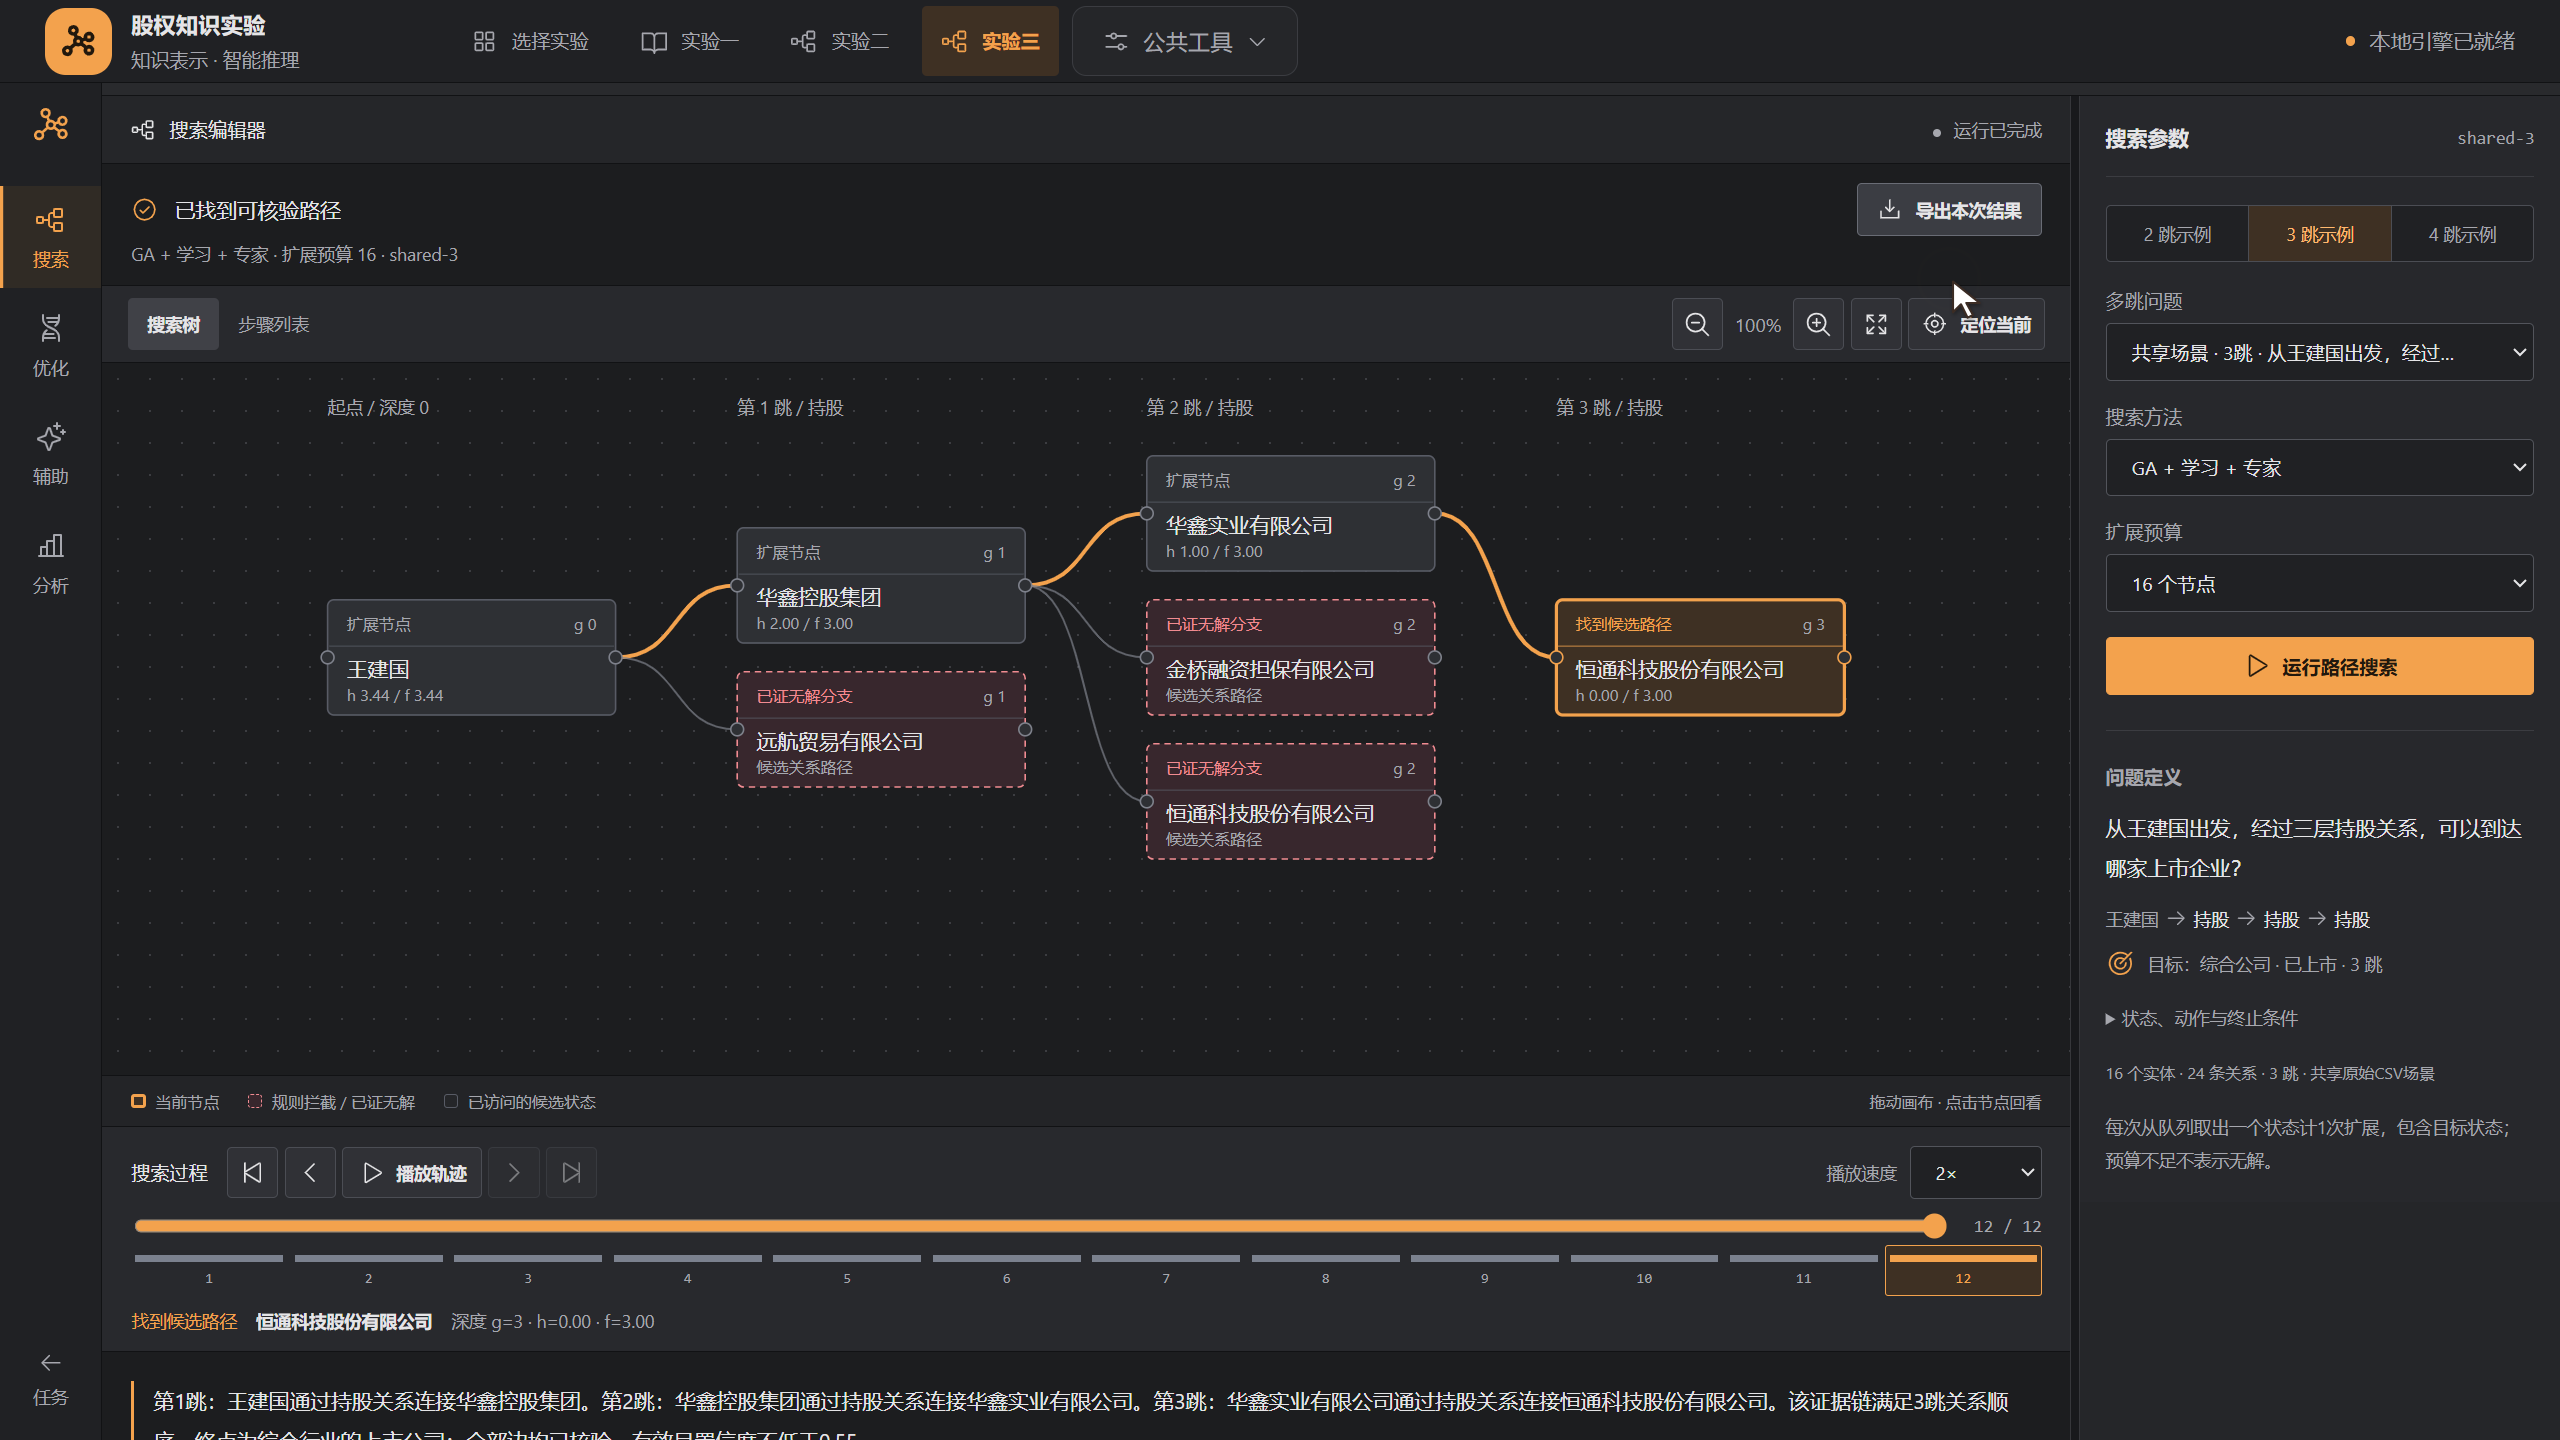 股权知识实验
知识表示 · 智能推理
选择实验
实验一
实验二
实验三
公共工具
本地引擎已就绪
搜索
优化
辅助
分析
任务
搜索编辑器
运行已完成
已找到可核验路径
GA + 学习 + 专家 · 扩展预算 16 · shared-3
导出本次结果
搜索树
步骤列表
100%
定位当前
起点 / 深度 0
第 1 跳 / 持股
第 2 跳 / 持股
第 3 跳 / 持股
扩展节点 g 0
王建国
h 3.44 / f 3.44
扩展节点 g 1
华鑫控股集团
h 2.00 / f 3.00
已证无解分支 g 1
远航贸易有限公司
候选关系路径
扩展节点 g 2
华鑫实业有限公司
h 1.00 / f 3.00
已证无解分支 g 2
金桥融资担保有限公司
候选关系路径
已证无解分支 g 2
恒通科技股份有限公司
候选关系路径
找到候选路径 g 3
恒通科技股份有限公司
h 0.00 / f 3.00
当前节点
规则拦截 / 已证无解
已访问的候选状态
拖动画布 · 点击节点回看
搜索过程
播放轨迹
播放速度
2×
12 / 12
1 2 3 4 5 6 7 8 9 10 11 12
找到候选路径 恒通科技股份有限公司 深度 g=3 · h=0.00 · f=3.00
第1跳：王建国通过持股关系连接华鑫控股集团。第2跳：华鑫控股集团通过持股关系连接华鑫实业有限公司。第3跳：华鑫实业有限公司通过持股关系连接恒通科技股份有限公司。该证据链满足3跳关系顺
搜索参数
shared-3
2 跳示例
3 跳示例
4 跳示例
多跳问题
共享场景 · 3跳 · 从王建国出发，经过...
搜索方法
GA + 学习 + 专家
扩展预算
16 个节点
运行路径搜索
问题定义
从王建国出发，经过三层持股关系，可以到达
哪家上市企业？
王建国 → 持股 → 持股 → 持股
目标：综合公司 · 已上市 · 3 跳
▶ 状态、动作与终止条件
16 个实体 · 24 条关系 · 3 跳 · 共享原始CSV场景
每次从队列取出一个状态计1次扩展，包含目标状态；
预算不足不表示无解。